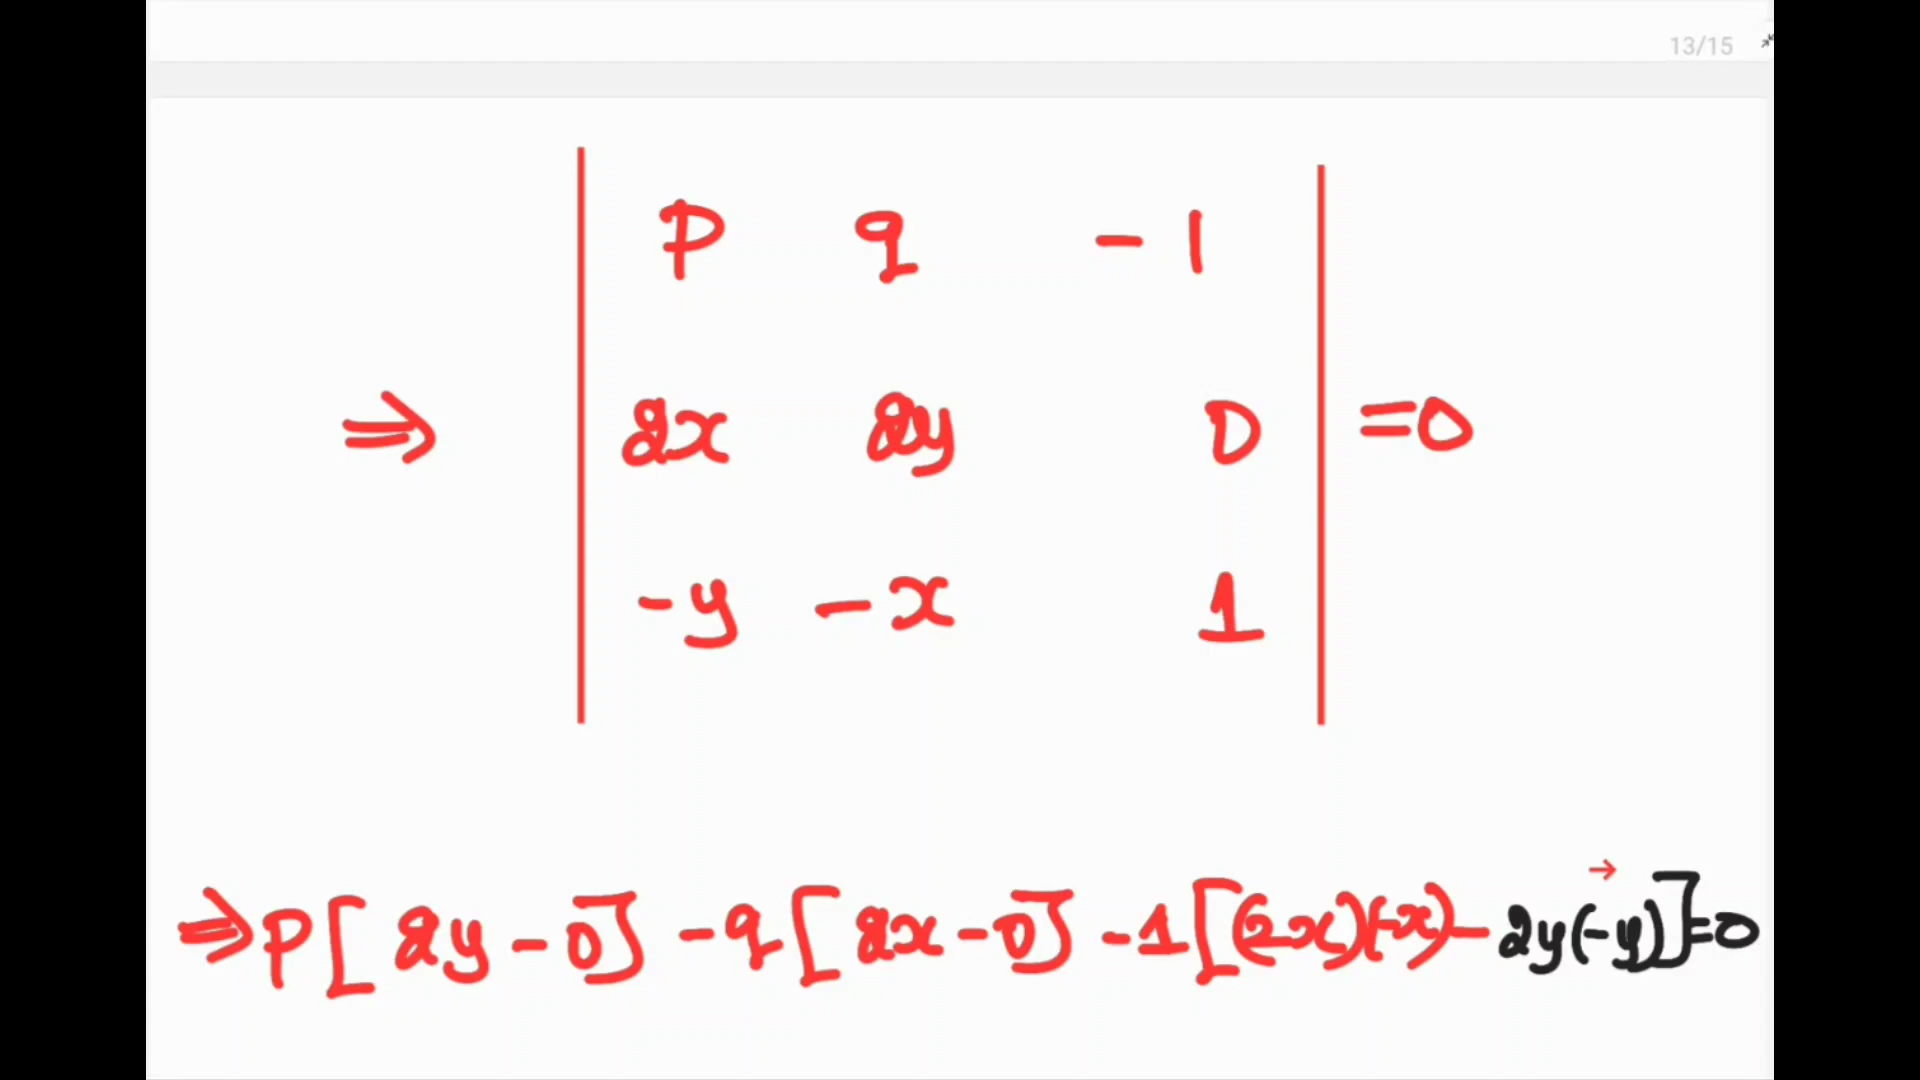 13/15
P q -1
⇒ 2x 2y 0 =0
-y -x 1
⇒ P[2y-0] -q[2x-0] -1[(2x)(-x)-2y(-y)]=0